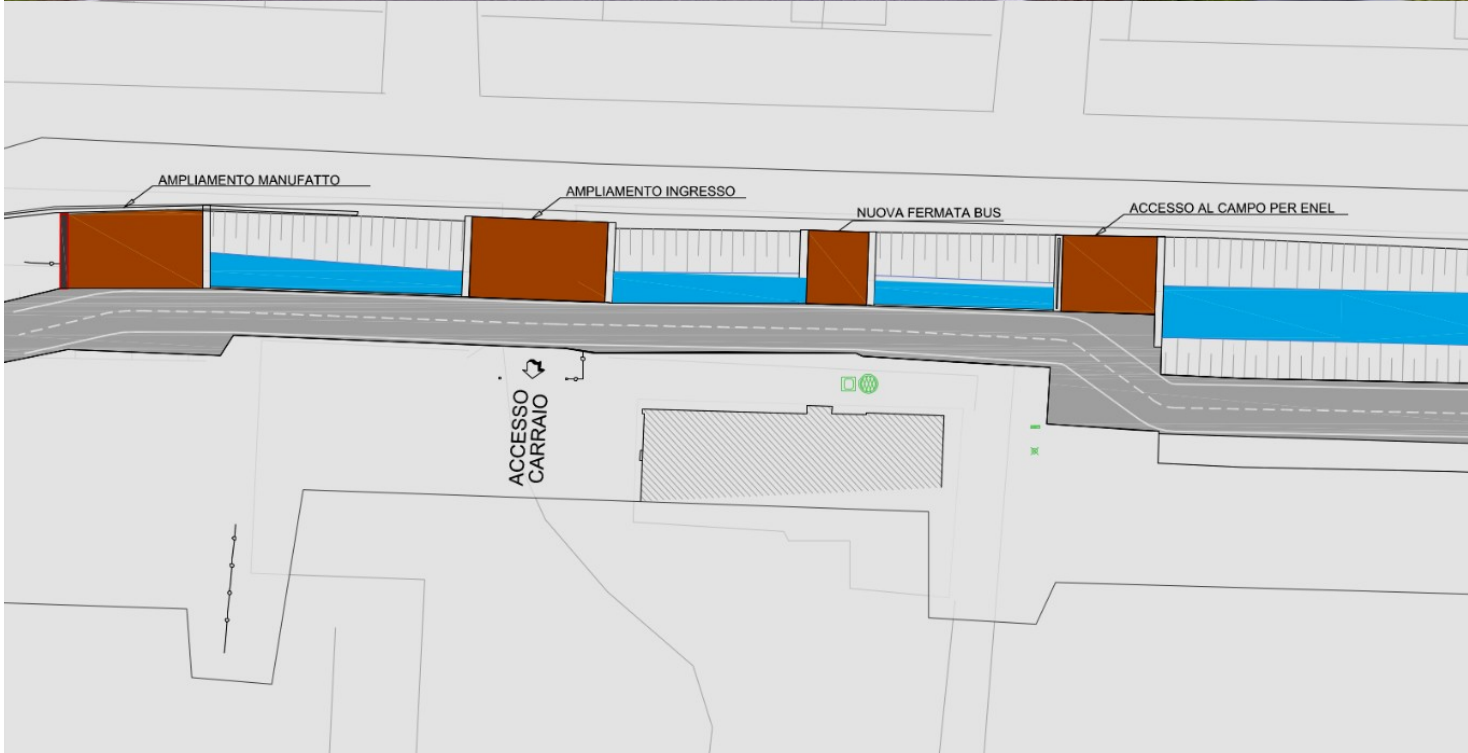 AMPLIAMENTO MANUFATTO
AMPLIAMENTO INGRESSO
NUOVA FERMATA BUS
ACCESSO AL CAMPO PER ENEL
ACCESSO
CARRAIO